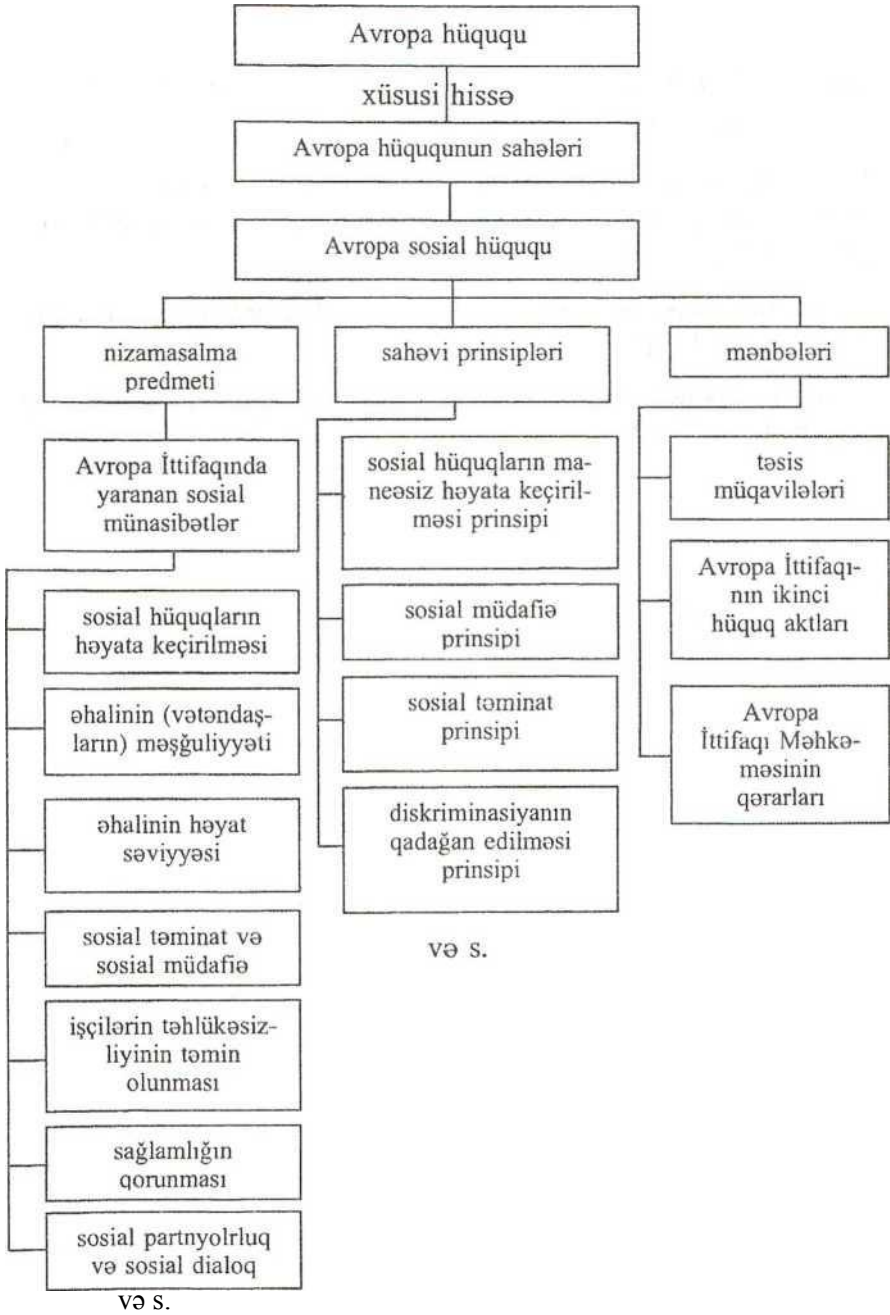 Avropa hüququ
xüsusi hissə
Avropa hüququnun sahələri
Avropa sosial hüququ
nizamasalma
predmeti
Avropa İttifaqında
yaranan sosial
münasibətlər
sosial hüquqların
həyata keçirilməsi
əhalinin (vətəndaş-
ların) məşğuliyyəti
əhalinin həyat
səviyyəsi
sosial təminat və
sosial müdafiə
işçilərin təhlükəsiz-
liyinin təmin
olunması
sağlamlığın
qorunması
sosial partnyolrluq
və sosial dialoq
və s.
sahəvi prinsipləri
sosial hüquqların ma-
neəsiz həyata keçiril-
məsi prinsipi
sosial müdafiə
prinsipi
sosial təminat
prinsipi
diskriminasiyanın
qadağan edilməsi
prinsipi
və s.
mənbələri
təsis
müqavilələri
Avropa İttifaqı-
nın ikinci
hüquq aktları
Avropa
İttifaqı Məhkə-
məsinin
qərarları